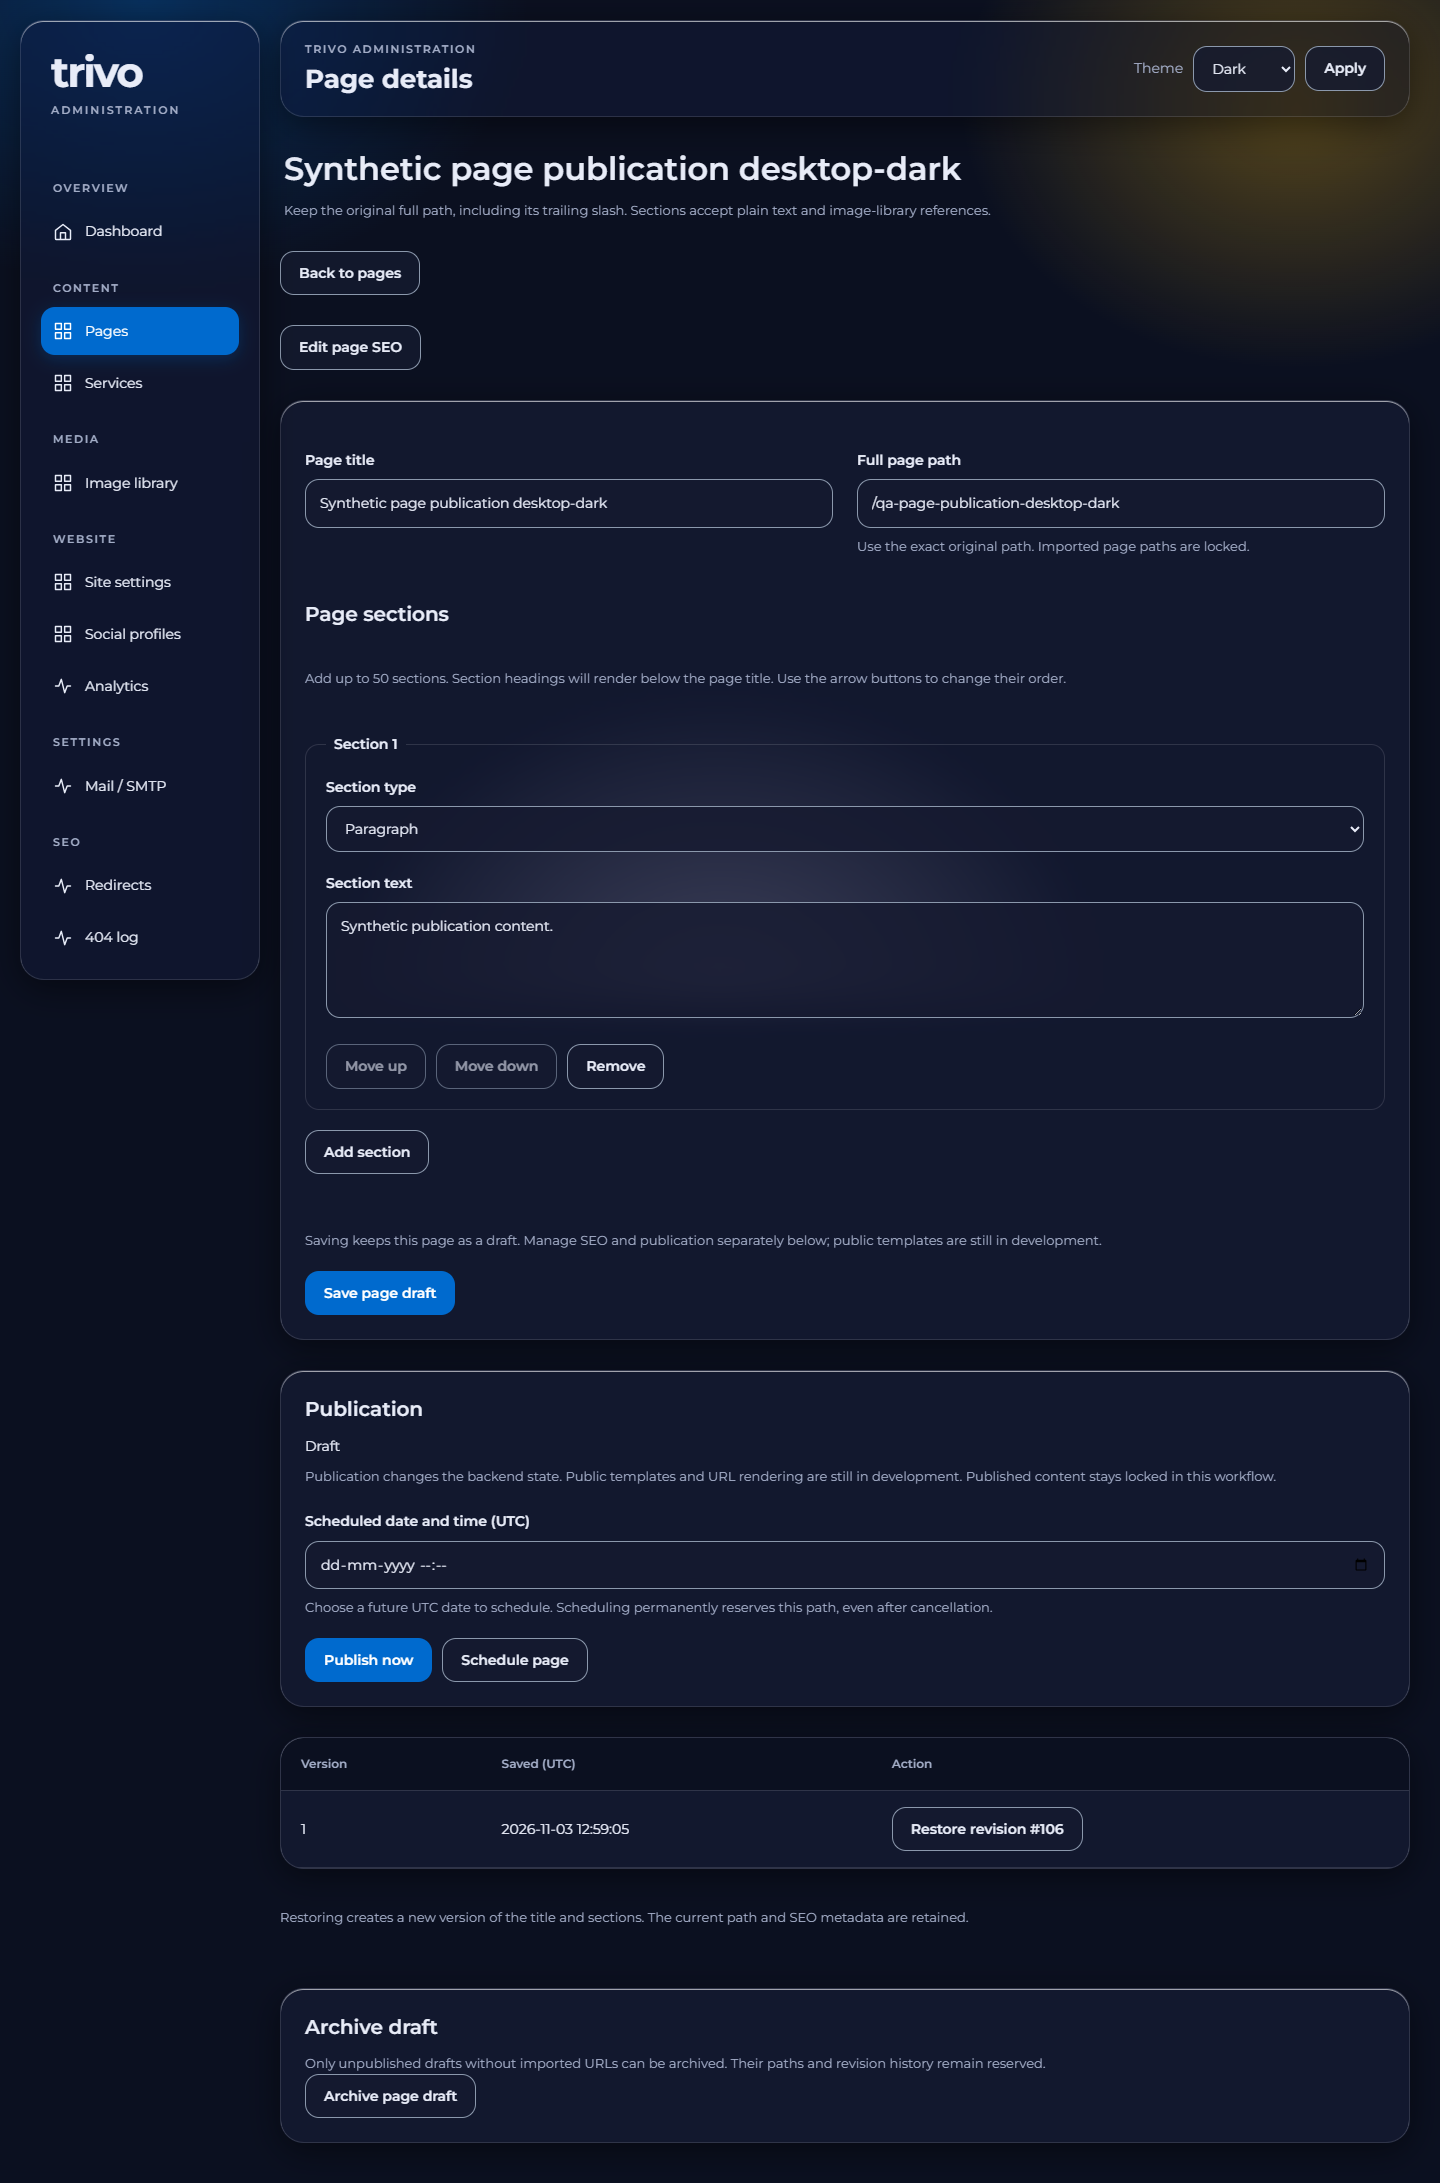 trivo
ADMINISTRATION
OVERVIEW
Dashboard
CONTENT
Pages
Services
MEDIA
Image library
WEBSITE
Site settings
Social profiles
Analytics
SETTINGS
Mail / SMTP
SEO
Redirects
404 log
TRIVO ADMINISTRATION
Page details
Theme
Dark
Apply
Synthetic page publication desktop-dark
Keep the original full path, including its trailing slash. Sections accept plain text and image-library references.
Back to pages
Edit page SEO
Page title
Synthetic page publication desktop-dark
Full page path
/qa-page-publication-desktop-dark
Use the exact original path. Imported page paths are locked.
Page sections
Add up to 50 sections. Section headings will render below the page title. Use the arrow buttons to change their order.
Section 1
Section type
Paragraph
Section text
Synthetic publication content.
Move up
Move down
Remove
Add section
Saving keeps this page as a draft. Manage SEO and publication separately below; public templates are still in development.
Save page draft
Publication
Draft
Publication changes the backend state. Public templates and URL rendering are still in development. Published content stays locked in this workflow.
Scheduled date and time (UTC)
dd-mm-yyyy --:--
Choose a future UTC date to schedule. Scheduling permanently reserves this path, even after cancellation.
Publish now
Schedule page
Version
Saved (UTC)
Action
1
2026-11-03 12:59:05
Restore revision #106
Restoring creates a new version of the title and sections. The current path and SEO metadata are retained.
Archive draft
Only unpublished drafts without imported URLs can be archived. Their paths and revision history remain reserved.
Archive page draft